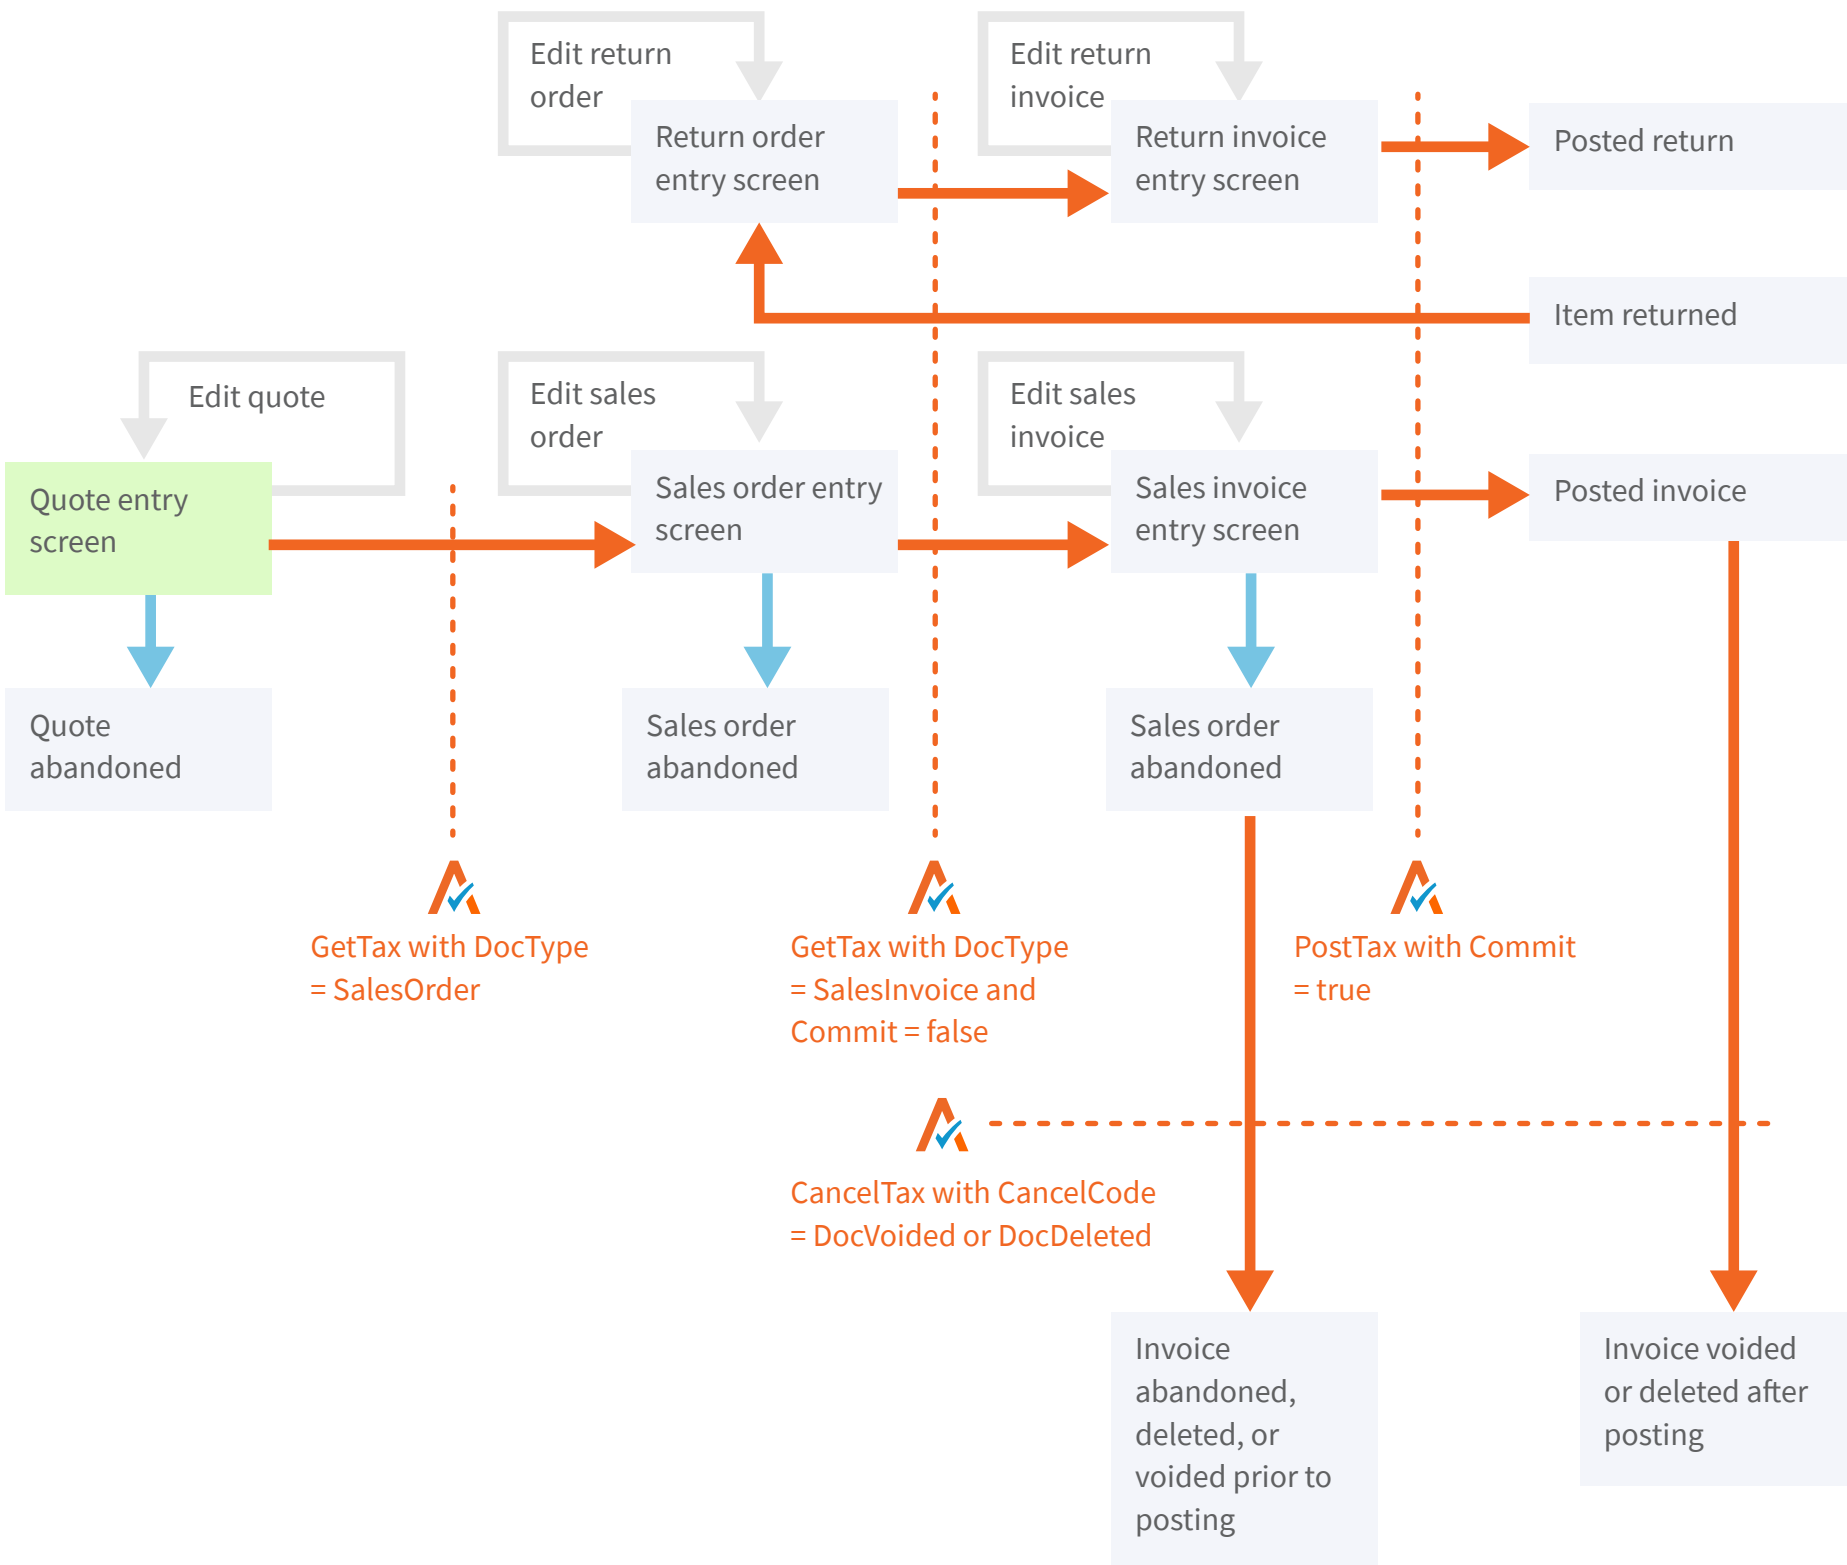 Edit return
order
Edit return
invoice
Return order
entry screen
Return invoice
entry screen
Posted return
Item returned
Edit quote
Edit sales
order
Edit sales
invoice
Quote entry
screen
Sales order entry
screen
Sales invoice
entry screen
Posted invoice
Quote
abandoned
Sales order
abandoned
Sales order
abandoned
GetTax with DocType
= SalesOrder
GetTax with DocType
= SalesInvoice and
Commit = false
PostTax with Commit
= true
CancelTax with CancelCode
= DocVoided or DocDeleted
Invoice
abandoned,
deleted, or
voided prior to
posting
Invoice voided
or deleted after
posting